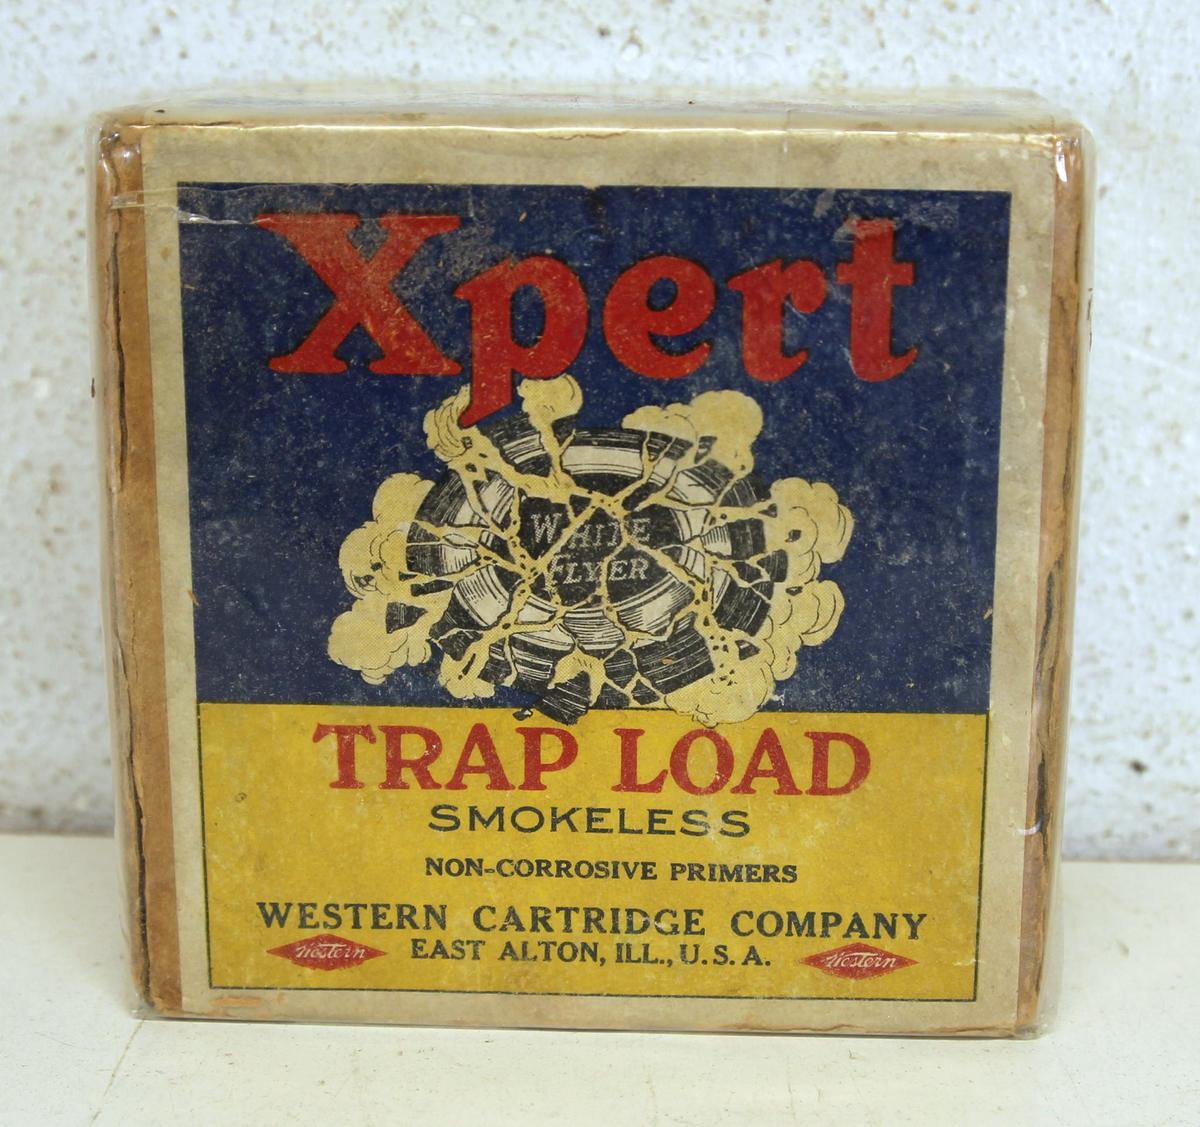 Xpert
WHITE
FLYER
TRAP LOAD
SMOKELESS
NON-CORROSIVE PRIMERS
WESTERN CARTRIDGE COMPANY
Western EAST ALTON, ILL., U.S.A. Western